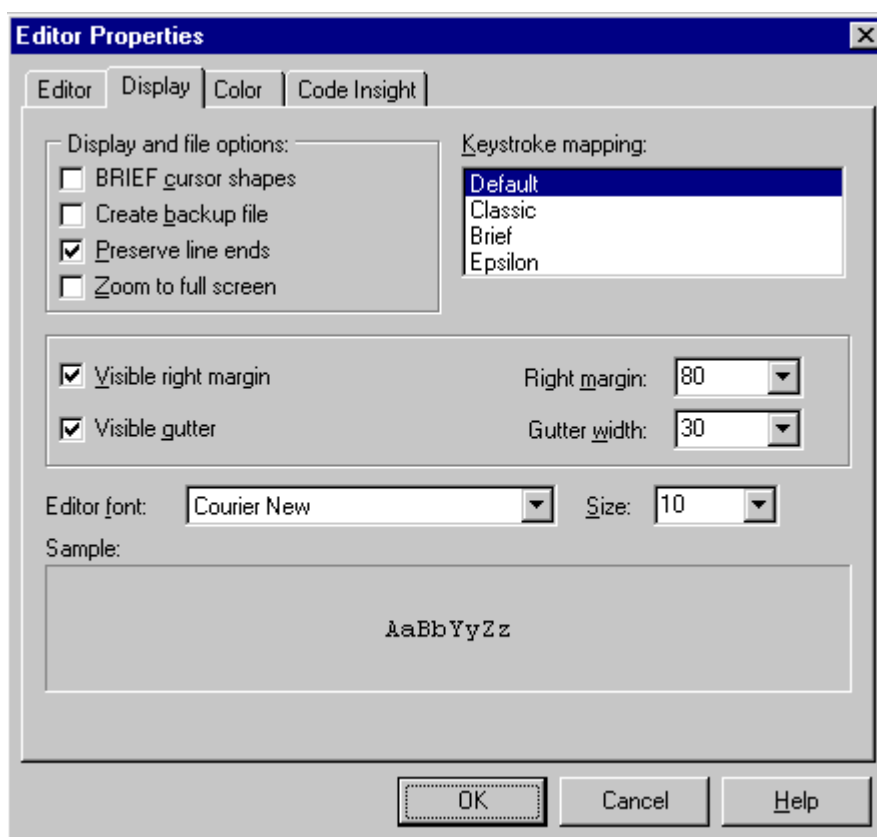 Editor Properties
Editor Display Color Code Insight
Display and file options:
BRIEF cursor shapes
Create backup file
Preserve line ends
Zoom to full screen
Keystroke mapping:
Default
Classic
Brief
Epsilon
Visible right margin
Right margin: 80
Visible gutter
Gutter width: 30
Editor font: Courier New Size: 10
Sample:
AaBbYyZz
OK Cancel Help